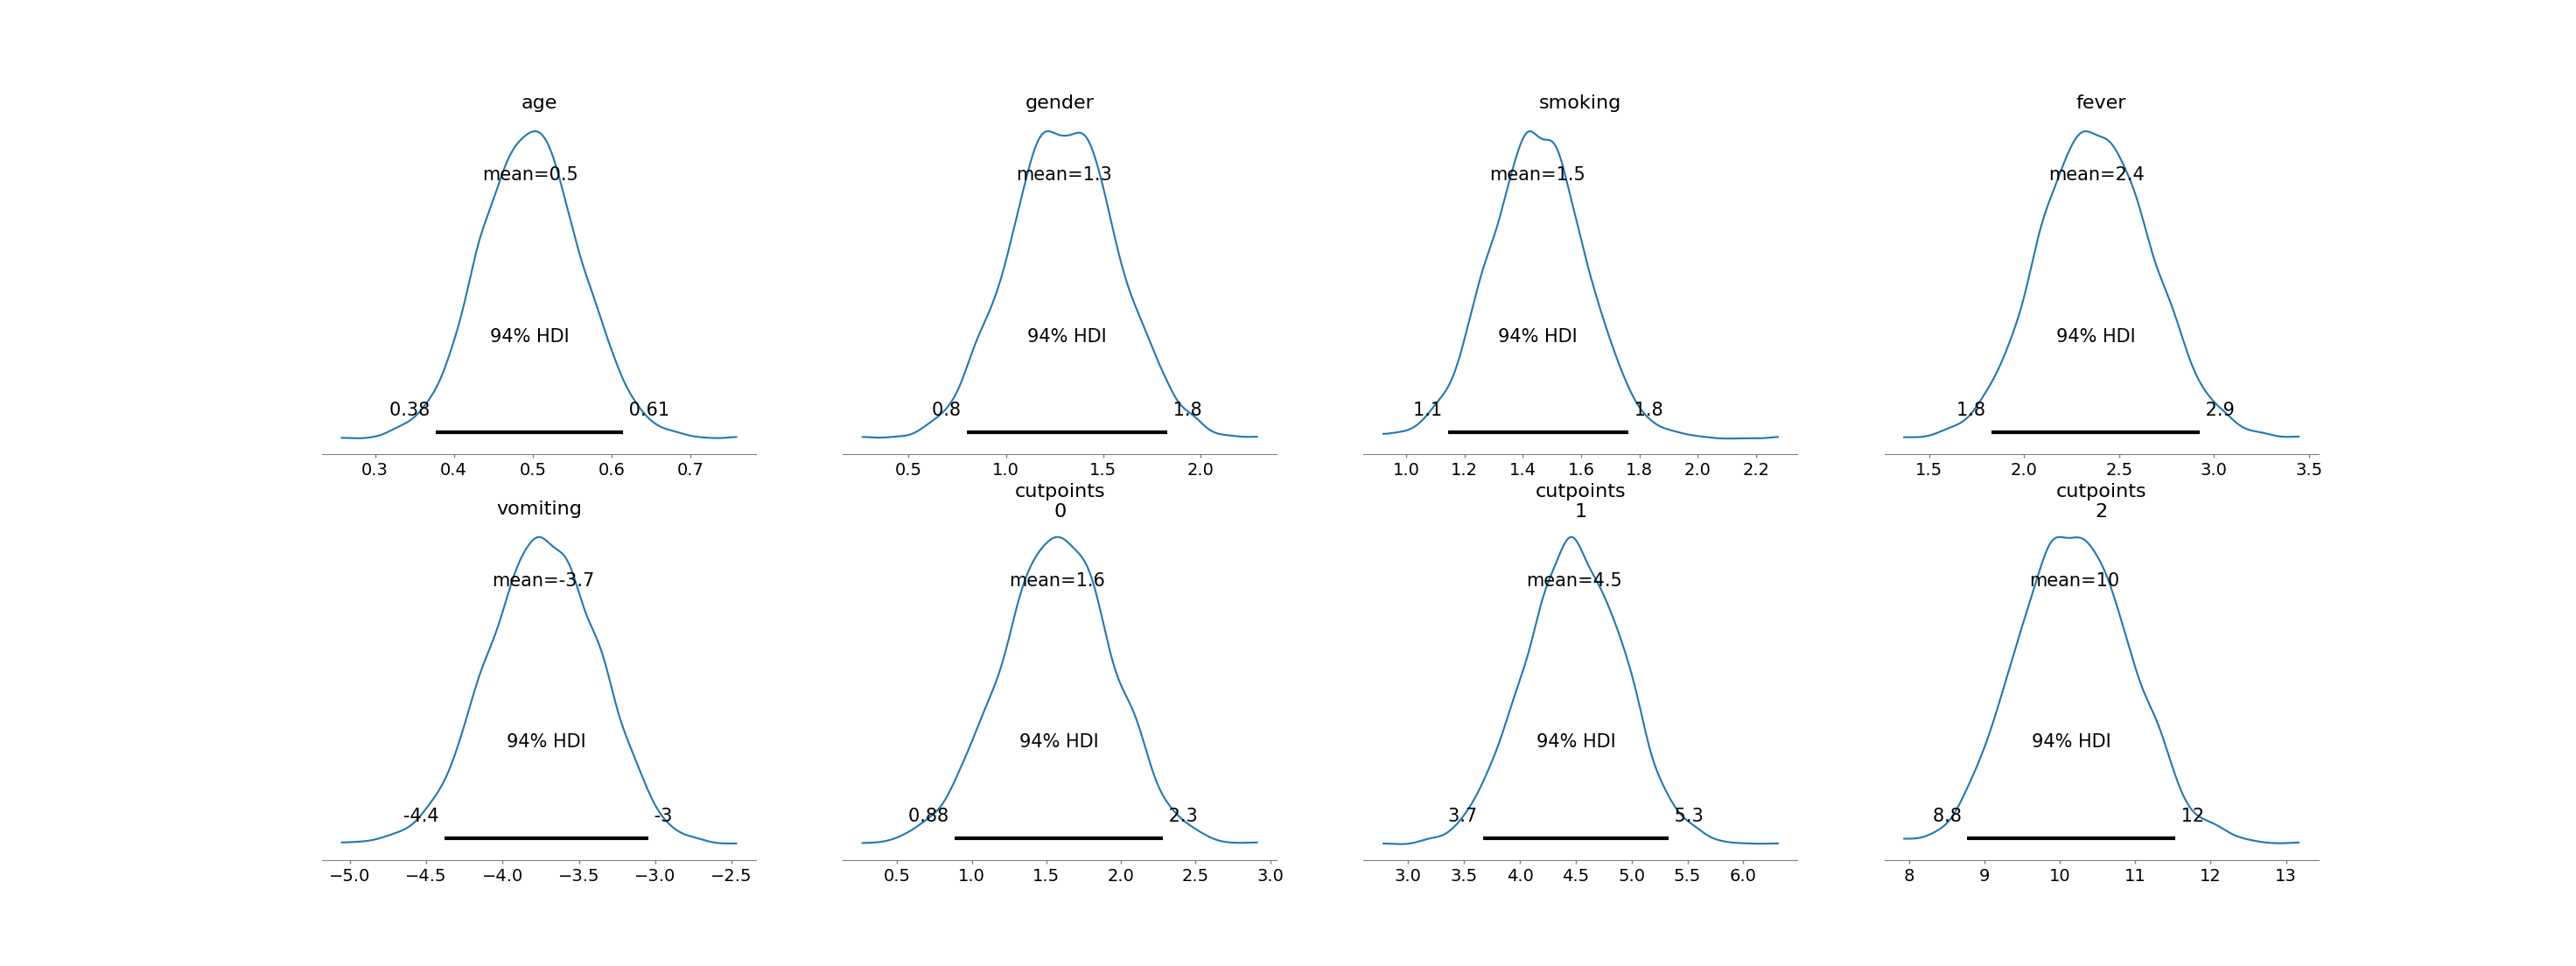 age
mean=0.5
94% HDI
0.38 0.61
0.3 0.4 0.5 0.6 0.7
gender
mean=1.3
94% HDI
0.8 1.8
0.5 1.0 1.5 2.0
smoking
mean=1.5
94% HDI
1.1 1.8
1.0 1.2 1.4 1.6 1.8 2.0 2.2
fever
mean=2.4
94% HDI
1.8 2.9
1.5 2.0 2.5 3.0 3.5
vomiting
mean=-3.7
94% HDI
-4.4 -3
−5.0 −4.5 −4.0 −3.5 −3.0 −2.5
cutpoints
0
mean=1.6
94% HDI
0.88 2.3
0.5 1.0 1.5 2.0 2.5 3.0
cutpoints
1
mean=4.5
94% HDI
3.7 5.3
3.0 3.5 4.0 4.5 5.0 5.5 6.0
cutpoints
2
mean=10
94% HDI
8.8 12
8 9 10 11 12 13